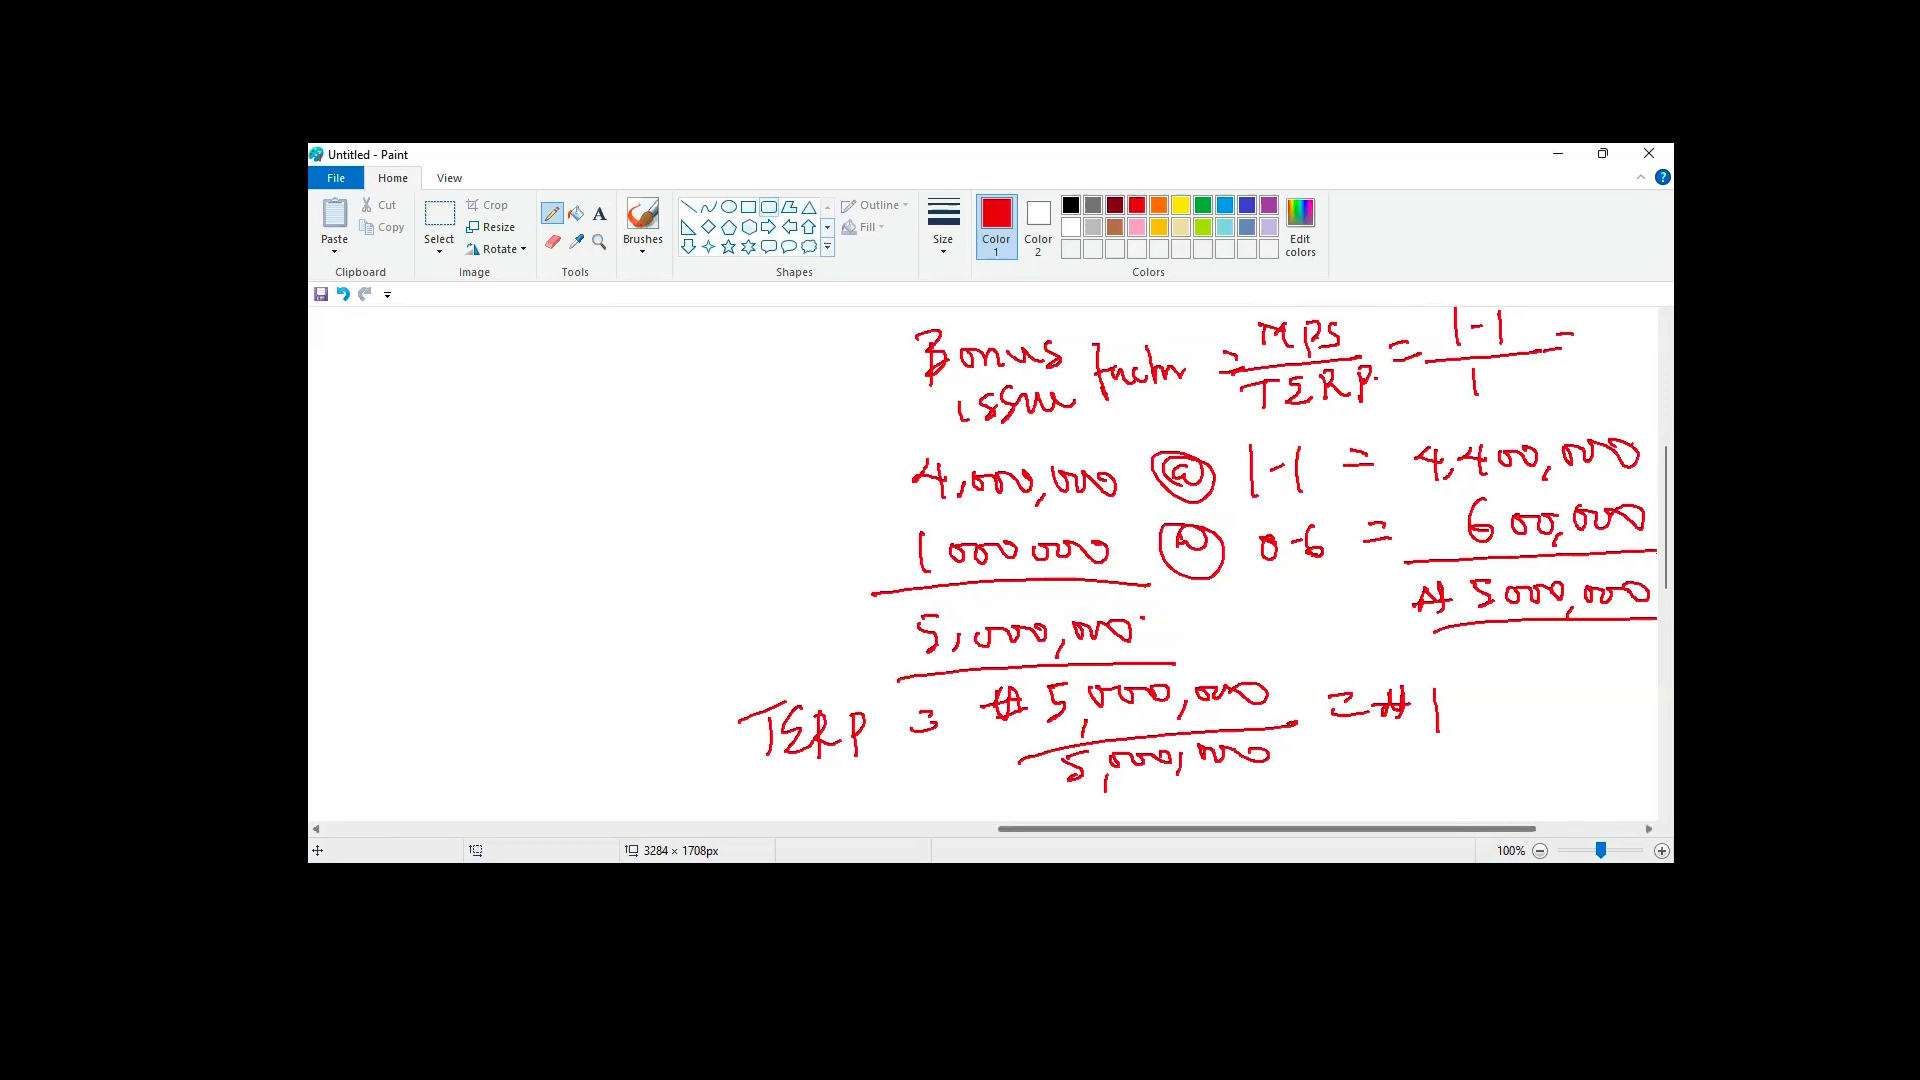 Untitled - Paint
File Home View
Paste Cut Copy Clipboard
Select Crop Resize Rotate Image
Tools
Brushes
Outline Fill Shapes
Size
Color 1 Color 2 Edit colors Colors
Bonus issue factor = MPS / TERP. = 1-1 / 1 =
4,000,000 @ 1-1 = 4,400,000
1000 000 @ 0-6 = 600,000
₦ 5000,000
5,000,000
TERP = ₦ 5,000,000 / 5,000,000 = ₦ 1
3284 × 1708px 100%